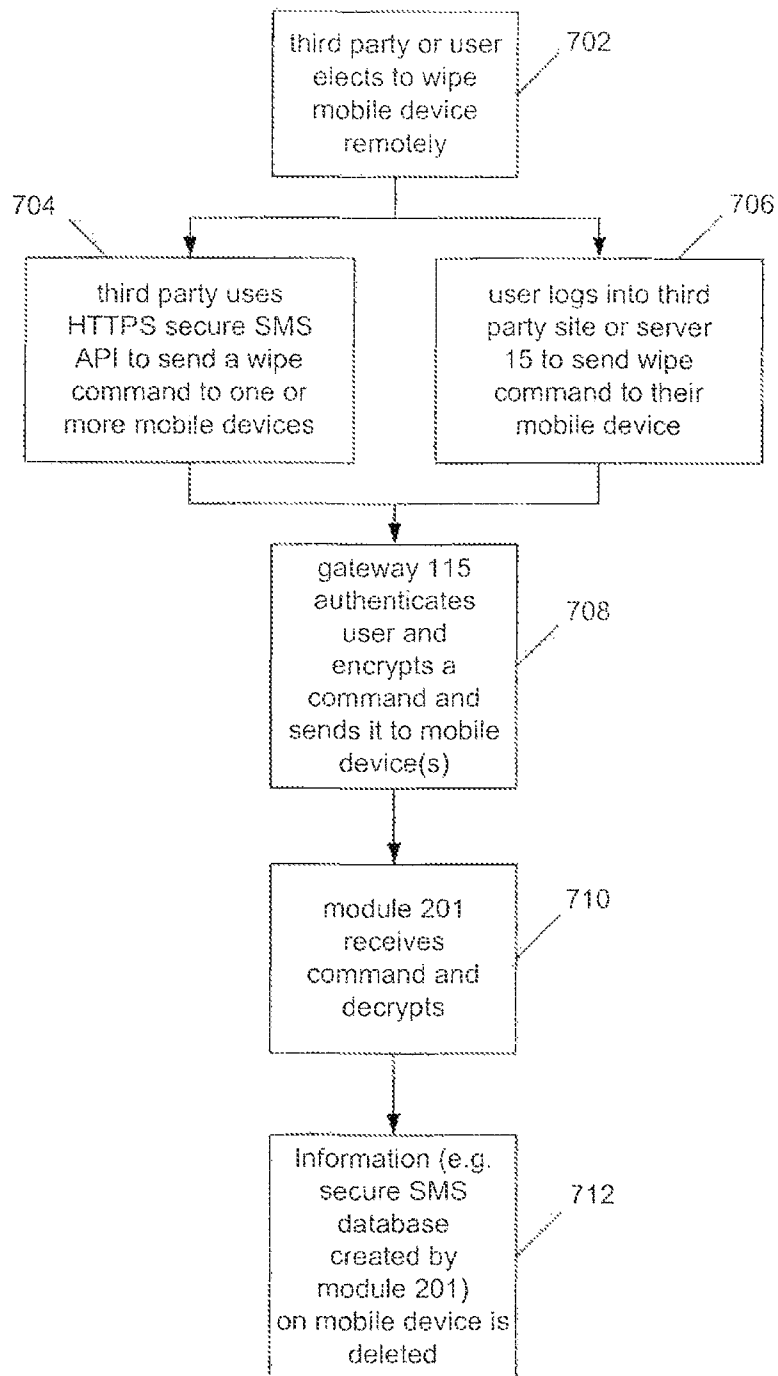 third party or user
elects to wipe
mobile device
remotely
702
704
706
third party uses
HTTPS secure SMS
API to send a wipe
command to one or
more mobile devices
user logs into third
party site or server
15 to send wipe
command to their
mobile device
gateway 115
authenticates
user and
encrypts a
command and
sends it to mobile
device(s)
708
module 201
receives
command and
decrypts
710
Information (e.g.
secure SMS
database
created by
module 201)
on mobile device is
deleted
712